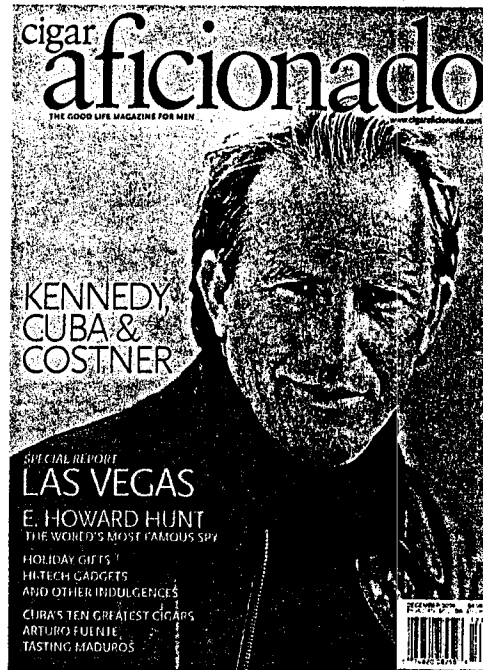 cigar
aficionado
THE GOOD LIFE MAGAZINE FOR MEN
www.cigaraficionado.com
KENNEDY,
CUBA &
COSTNER
SPECIAL REPORT
LAS VEGAS
E. HOWARD HUNT
THE WORLD'S MOST FAMOUS SPY
HOLIDAY GIFTS
HI-TECH GADGETS
AND OTHER INDULGENCES
CUBA'S TEN GREATEST CIGARS
ARTURO FUENTE
TASTING MADUROS
DECEMBER